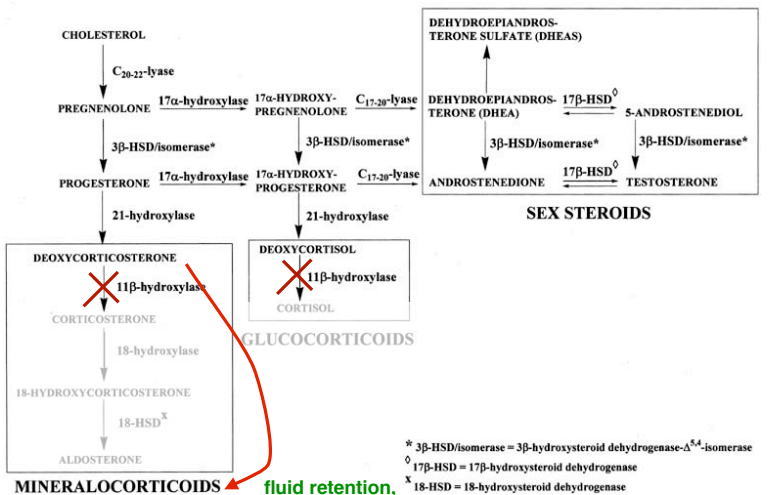 CHOLESTEROL
C20-22-lyase
PREGNENOLONE
17α-hydroxylase
17α-HYDROXY-
PREGNENOLONE
C17-20-lyase
3β-HSD/isomerase*
3β-HSD/isomerase*
PROGESTERONE
17α-hydroxylase
17α-HYDROXY-
PROGESTERONE
C17-20-lyase
21-hydroxylase
21-hydroxylase
DEHYDROEPIANDROS-
TERONE SULFATE (DHEAS)
DEHYDROEPIANDROS-
TERONE (DHEA)
17β-HSD◊
5-ANDROSTENEDIOL
3β-HSD/isomerase*
3β-HSD/isomerase*
ANDROSTENEDIONE
17β-HSD◊
TESTOSTERONE
SEX STEROIDS
DEOXYCORTICOSTERONE
11β-hydroxylase
CORTICOSTERONE
18-hydroxylase
18-HYDROXYCORTICOSTERONE
18-HSDx
ALDOSTERONE
MINERALOCORTICOIDS
DEOXYCORTISOL
11β-hydroxylase
CORTISOL
GLUCOCORTICOIDS
fluid retention,
* 3β-HSD/isomerase = 3β-hydroxysteroid dehydrogenase-Δ5,4-isomerase
◊ 17β-HSD = 17β-hydroxysteroid dehydrogenase
x 18-HSD = 18-hydroxysteroid dehydrogenase